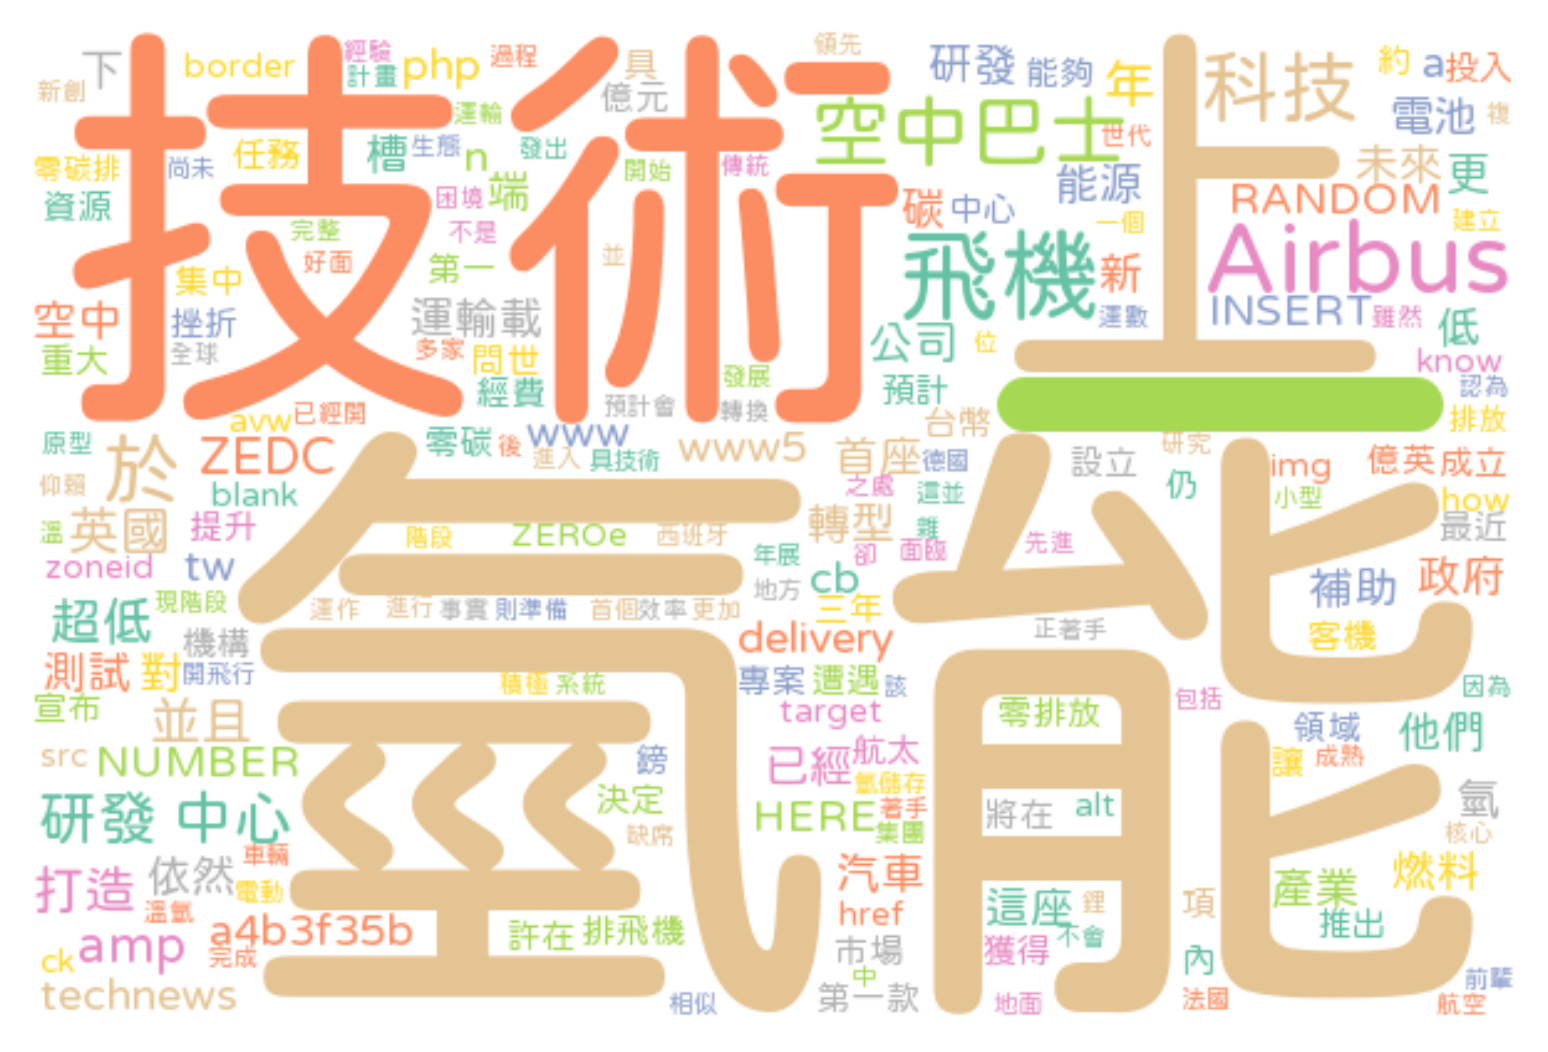 技術
上
一
氫能
下
border
經驗
計畫
php
過程
新創
具
億元
領先
研發
能夠
年
科技
約
a
投入
運輸
空中巴士
世代
電池
複
零碳排
尚未
任務
槽
生態
n
發出
開始
傳統
能源
未來
更
資源
困境
端
碳
中心
一個
RANDOM
建立
完整
不是
好面
並
飛機
新
Airbus
集中
第一
空中
挫折
運輸載
公司
位
運數
INSERT
雖然
低
重大
全球
多家
問世
發展
know
經費
預計會
轉換
預計
認為
avw
已經開
台幣
排放
原型
於
ZEDC
零碳
後
www
進入
具技術
www5
首座
德國
設立
研究
img
億英
成立
仰賴
blank
之處
這並
仍
小型
how
溫
英國
提升
階段
ZEROe
西班牙
轉型
雜
卻
面臨
先進
最近
zoneid
tw
年展
地方
cb
補助
政府
超低
現階段
運作
進行
事實
則準備
首個
效率
更加
三年
機構
delivery
正著手
客機
測試
對
開飛行
積極
系統
專案
遭遇
該
因為
宣布
並且
target
零排放
包括
領域
他們
src
NUMBER
鎊
已經
航太
讓
成熟
氫儲存
研發 中心
決定
HERE
著手
集團
將在
alt
氫
缺席
核心
打造
依然
車輛
電動
汽車
這座
鋰
項
產業
燃料
溫氫
href
不會
推出
ck
amp
a4b3f35b
完成
許在
排飛機
市場
獲得
內
technews
中
第一款
相似
地面
法國
前輩
航空